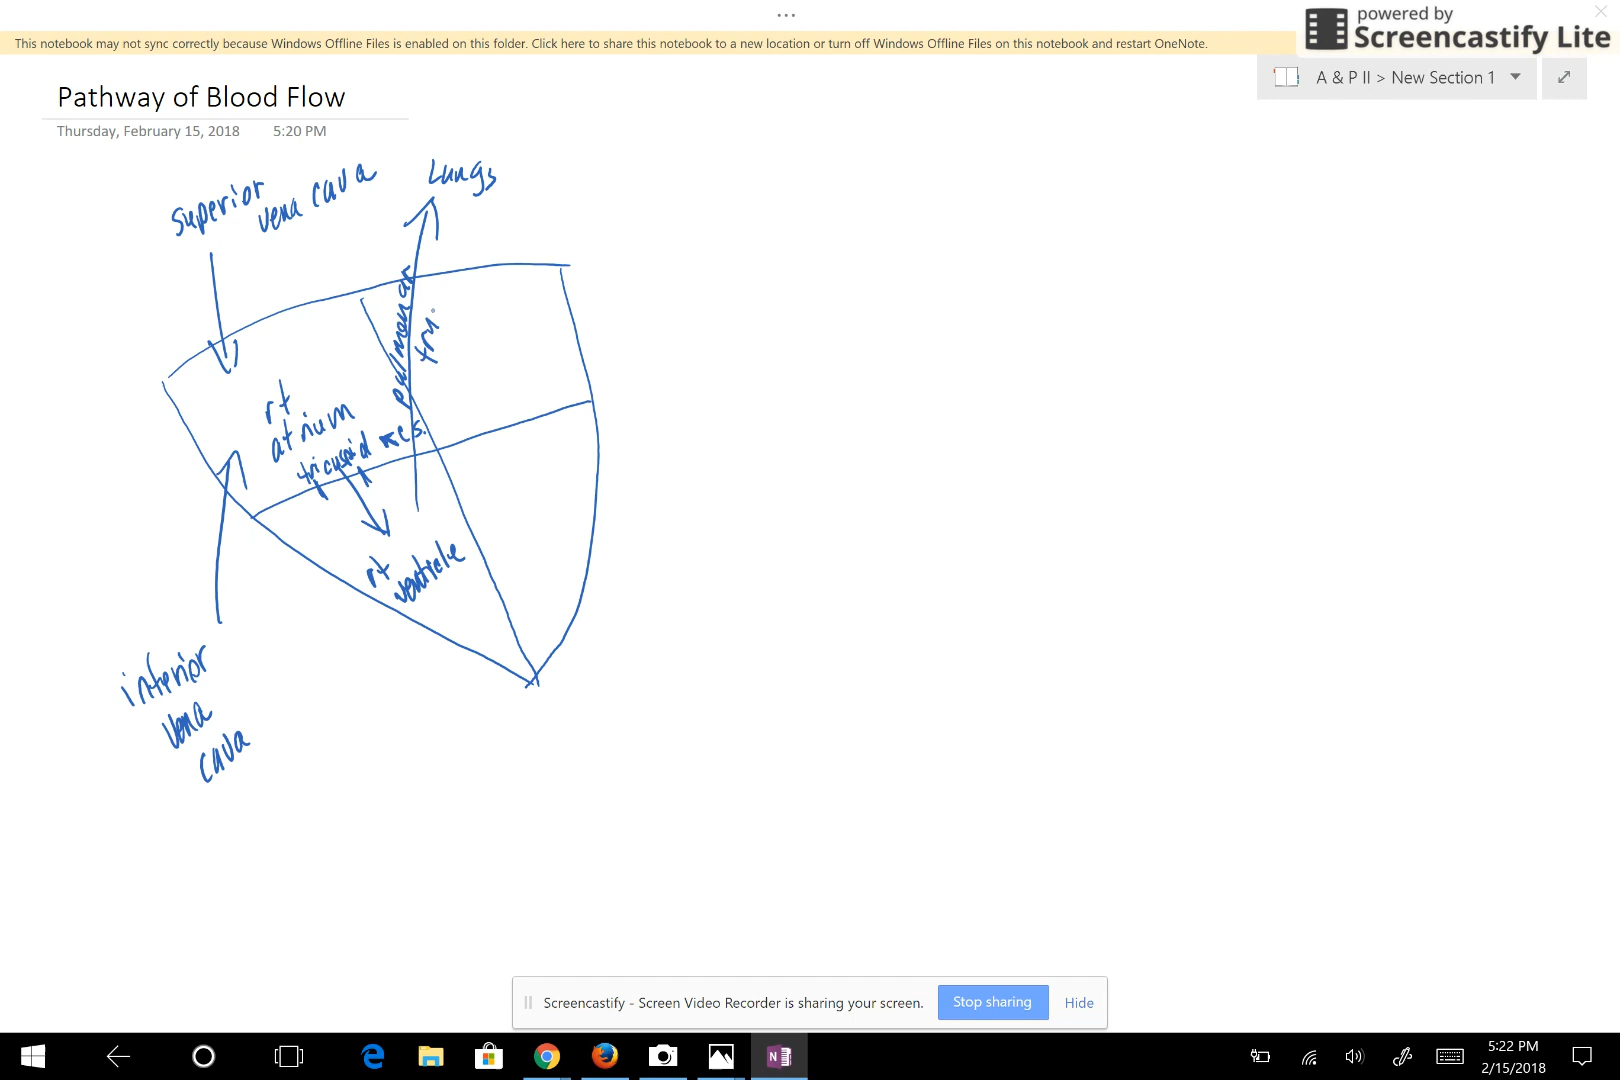 powered by
Screencastify Lite
This notebook may not sync correctly because Windows Offline Files is enabled on this folder. Click here to share this notebook to a new location or turn off Windows Offline Files on this notebook and restart OneNote.
A & P II > New Section 1
Pathway of Blood Flow
Thursday, February 15, 2018 5:20 PM
Lungs
superior
vena cava
rt
atrium
tricuspid
rt
ventricle
inferior
vena
cava
Screencastify - Screen Video Recorder is sharing your screen.
Stop sharing
Hide
5:22 PM
2/15/2018